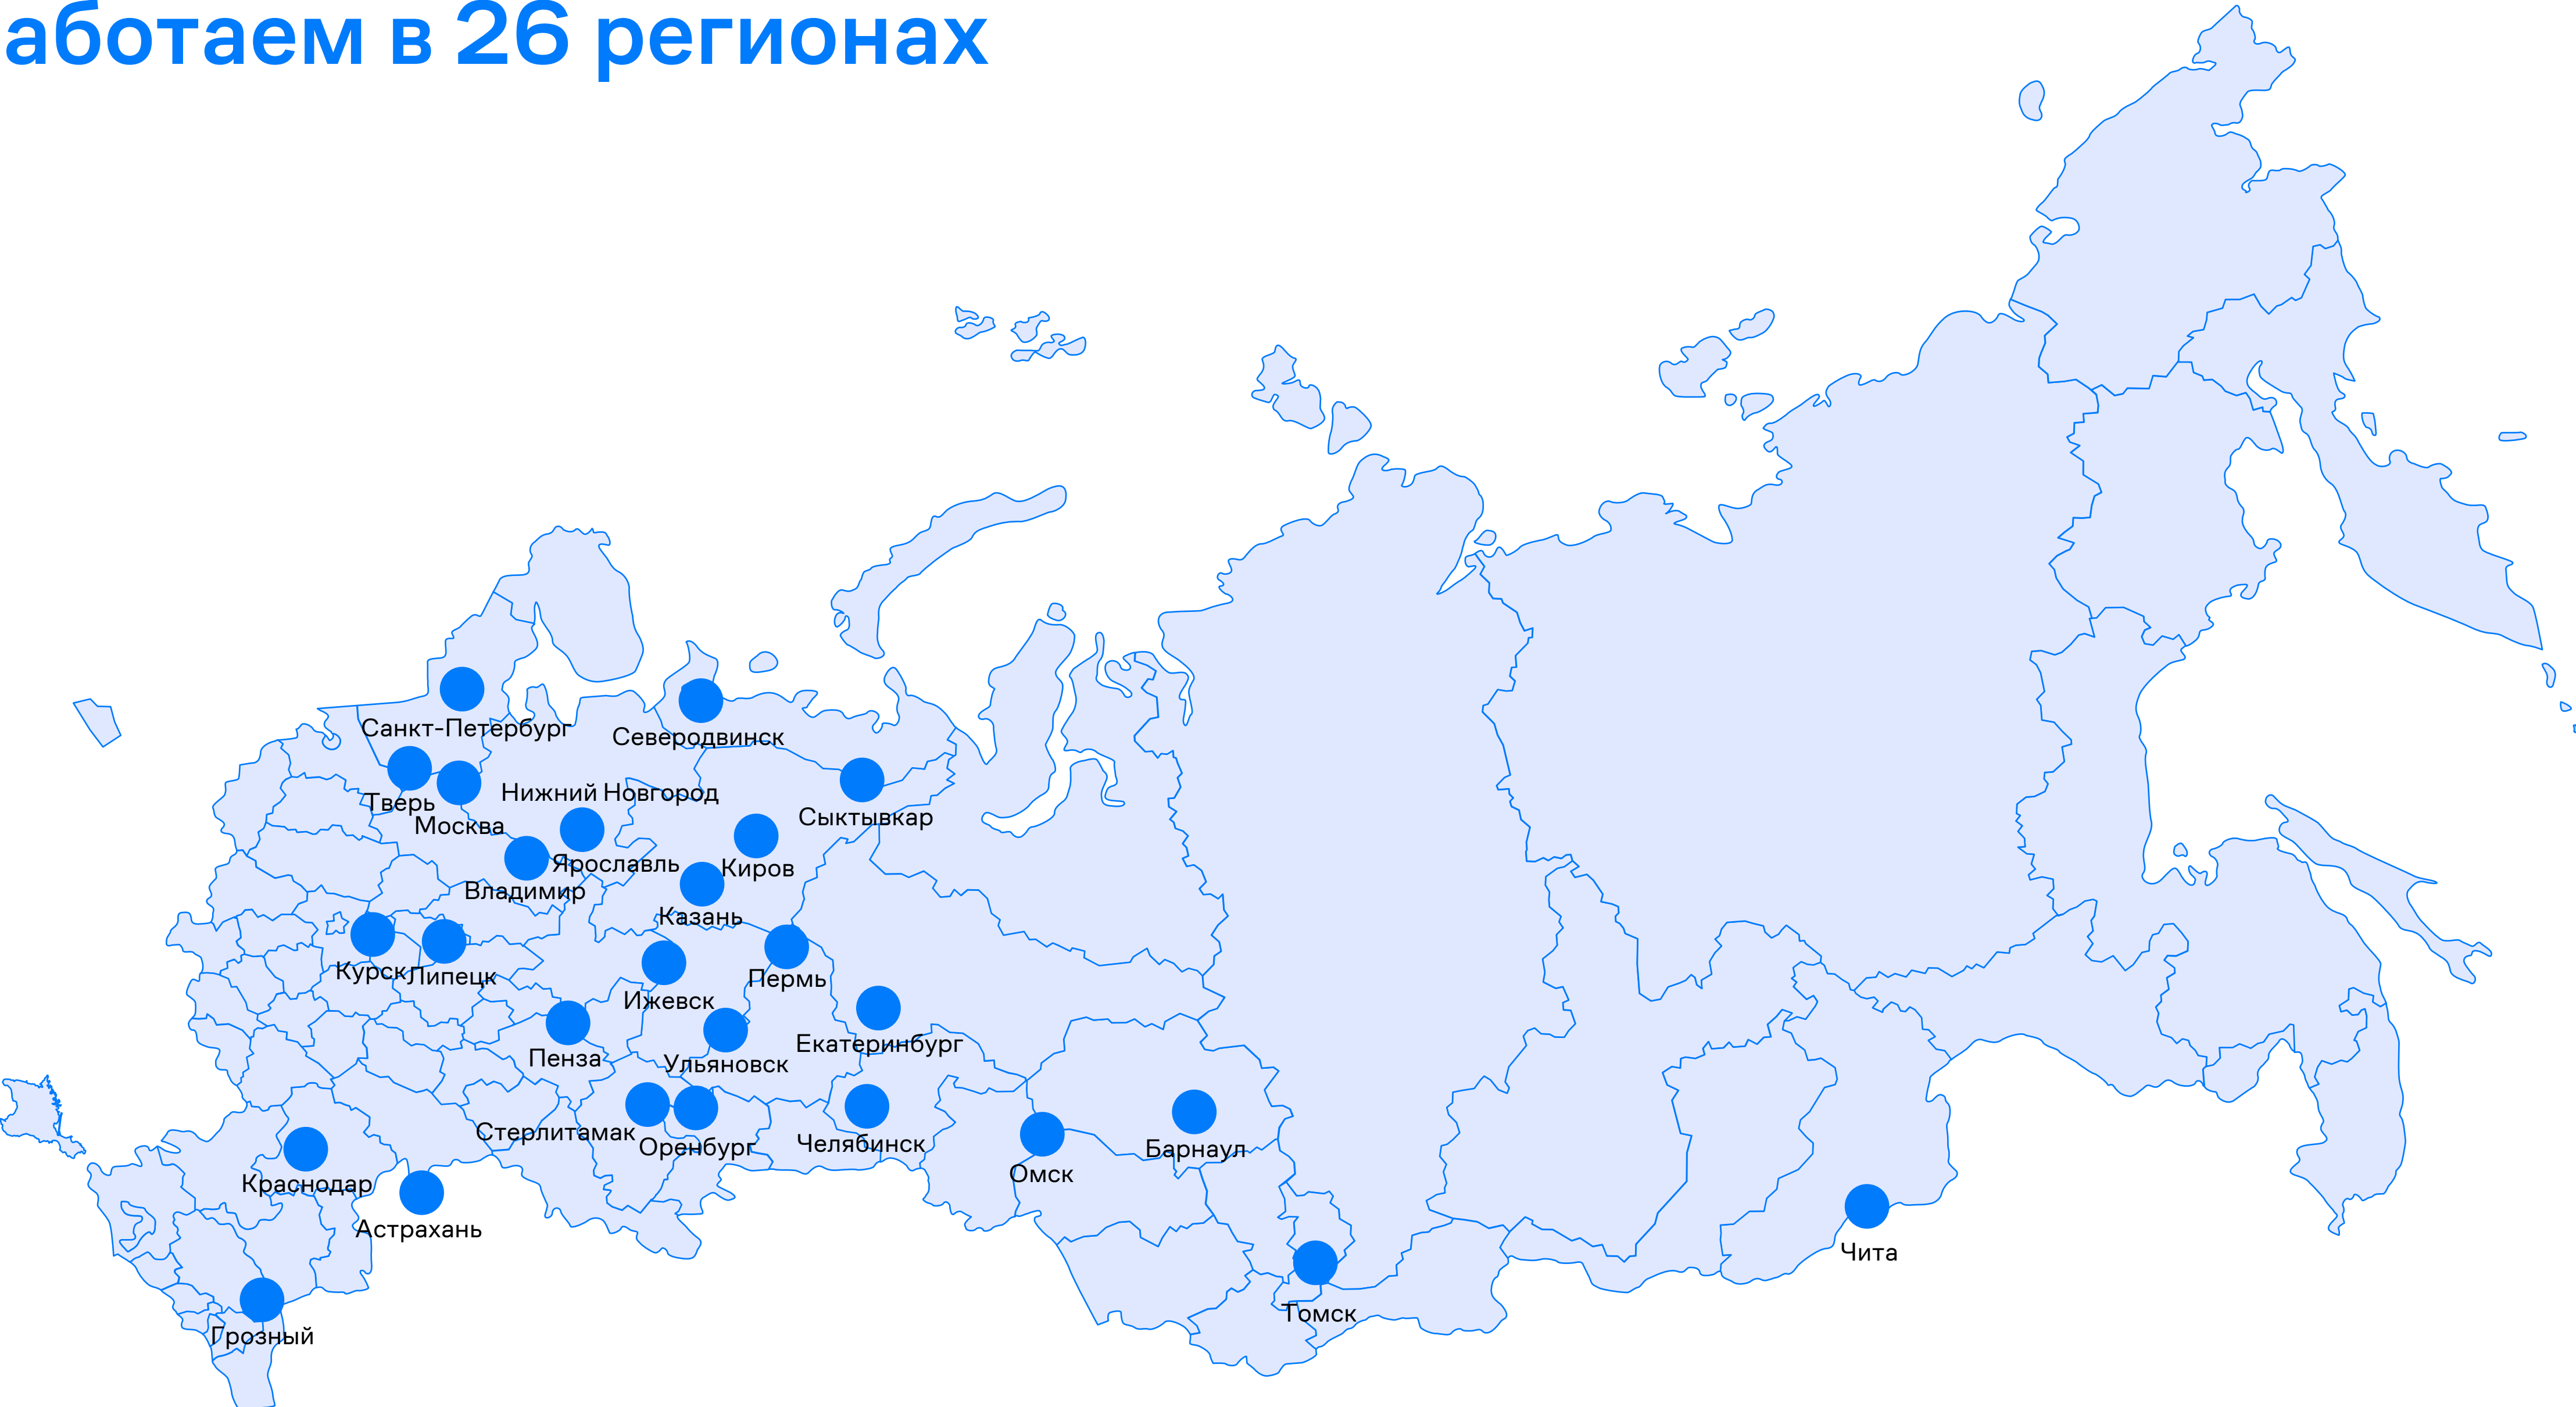 аботаем в 26 регионах
Санкт-Петербург
Северодвинск
Тверь
Москва
Нижний Новгород
Сыктывкар
Ярославль
Киров
Владимир
Казань
Курск
Липецк
Пермь
Ижевск
Екатеринбург
Пенза
Ульяновск
Стерлитамак
Оренбург
Челябинск
Барнаул
Омск
Краснодар
Астрахань
Чита
Томск
Грозный